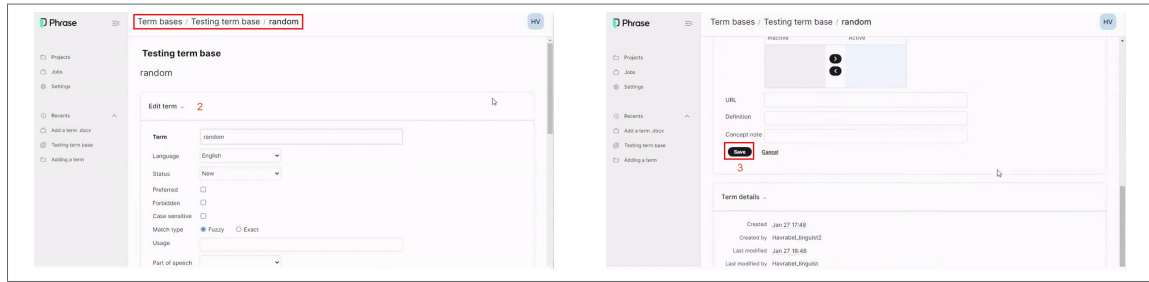 Phrase
Term bases / Testing term base / random
HV
Projects
Jobs
Settings
Recents
Add a term .docx
Testing term base
Adding a term
Testing term base
random
Edit term
2
Term random
Language English
Status New
Preferred
Forbidden
Case sensitive
Match type Fuzzy Exact
Usage
Part of speech
Phrase
Term bases / Testing term base / random
HV
Projects
Jobs
Settings
Recents
Add a term .docx
Testing term base
Adding a term
Inactive Active
URL
Definition
Concept note
Save Cancel
3
Term details
Created Jan 27 17:48
Created by Havrabel_linguist2
Last modified Jan 27 18:48
Last modified by Havrabel_linguist